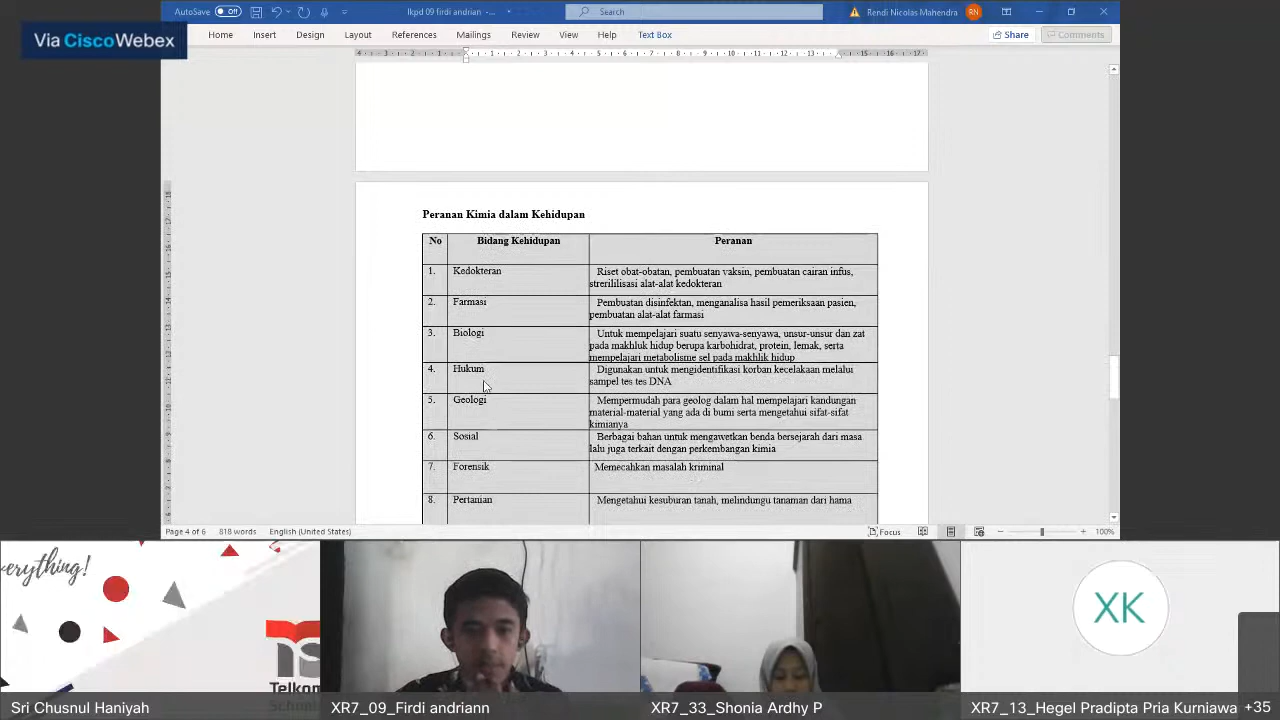 AutoSave Off
lkpd 09 firdi andrian -...
Search
Rendi Nicolas Mahendra
RN
Via CiscoWebex
Home Insert Design Layout References Mailings Review View Help Text Box
Share
Comments
Peranan Kimia dalam Kehidupan
No Bidang Kehidupan Peranan
1. Kedokteran Riset obat-obatan, pembuatan vaksin, pembuatan cairan infus,
strerililisasi alat-alat kedokteran
2. Farmasi Pembuatan disinfektan, menganalisa hasil pemeriksaan pasien,
pembuatan alat-alat farmasi
3. Biologi Untuk mempelajari suatu senyawa-senyawa, unsur-unsur dan zat
pada makhluk hidup berupa karbohidrat, protein, lemak, serta
mempelajari metabolisme sel pada makhlik hidup
4. Hukum Digunakan untuk mengidentifikasi korban kecelakaan melalui
sampel tes tes DNA
5. Geologi Mempermudah para geolog dalam hal mempelajari kandungan
material-material yang ada di bumi serta mengetahui sifat-sifat
kimianya
6. Sosial Berbagai bahan untuk mengawetkan benda bersejarah dari masa
lalu juga terkait dengan perkembangan kimia
7. Forensik Memecahkan masalah kriminal
8. Pertanian Mengetahui kesuburan tanah, melindungu tanaman dari hama
Page 4 of 6 818 words English (United States)
Focus
100%
verything!
Telkom
Schools
XK
Sri Chusnul Haniyah
XR7_09_Firdi andriann
XR7_33_Shonia Ardhy P
XR7_13_Hegel Pradipta Pria Kurniawa
+35